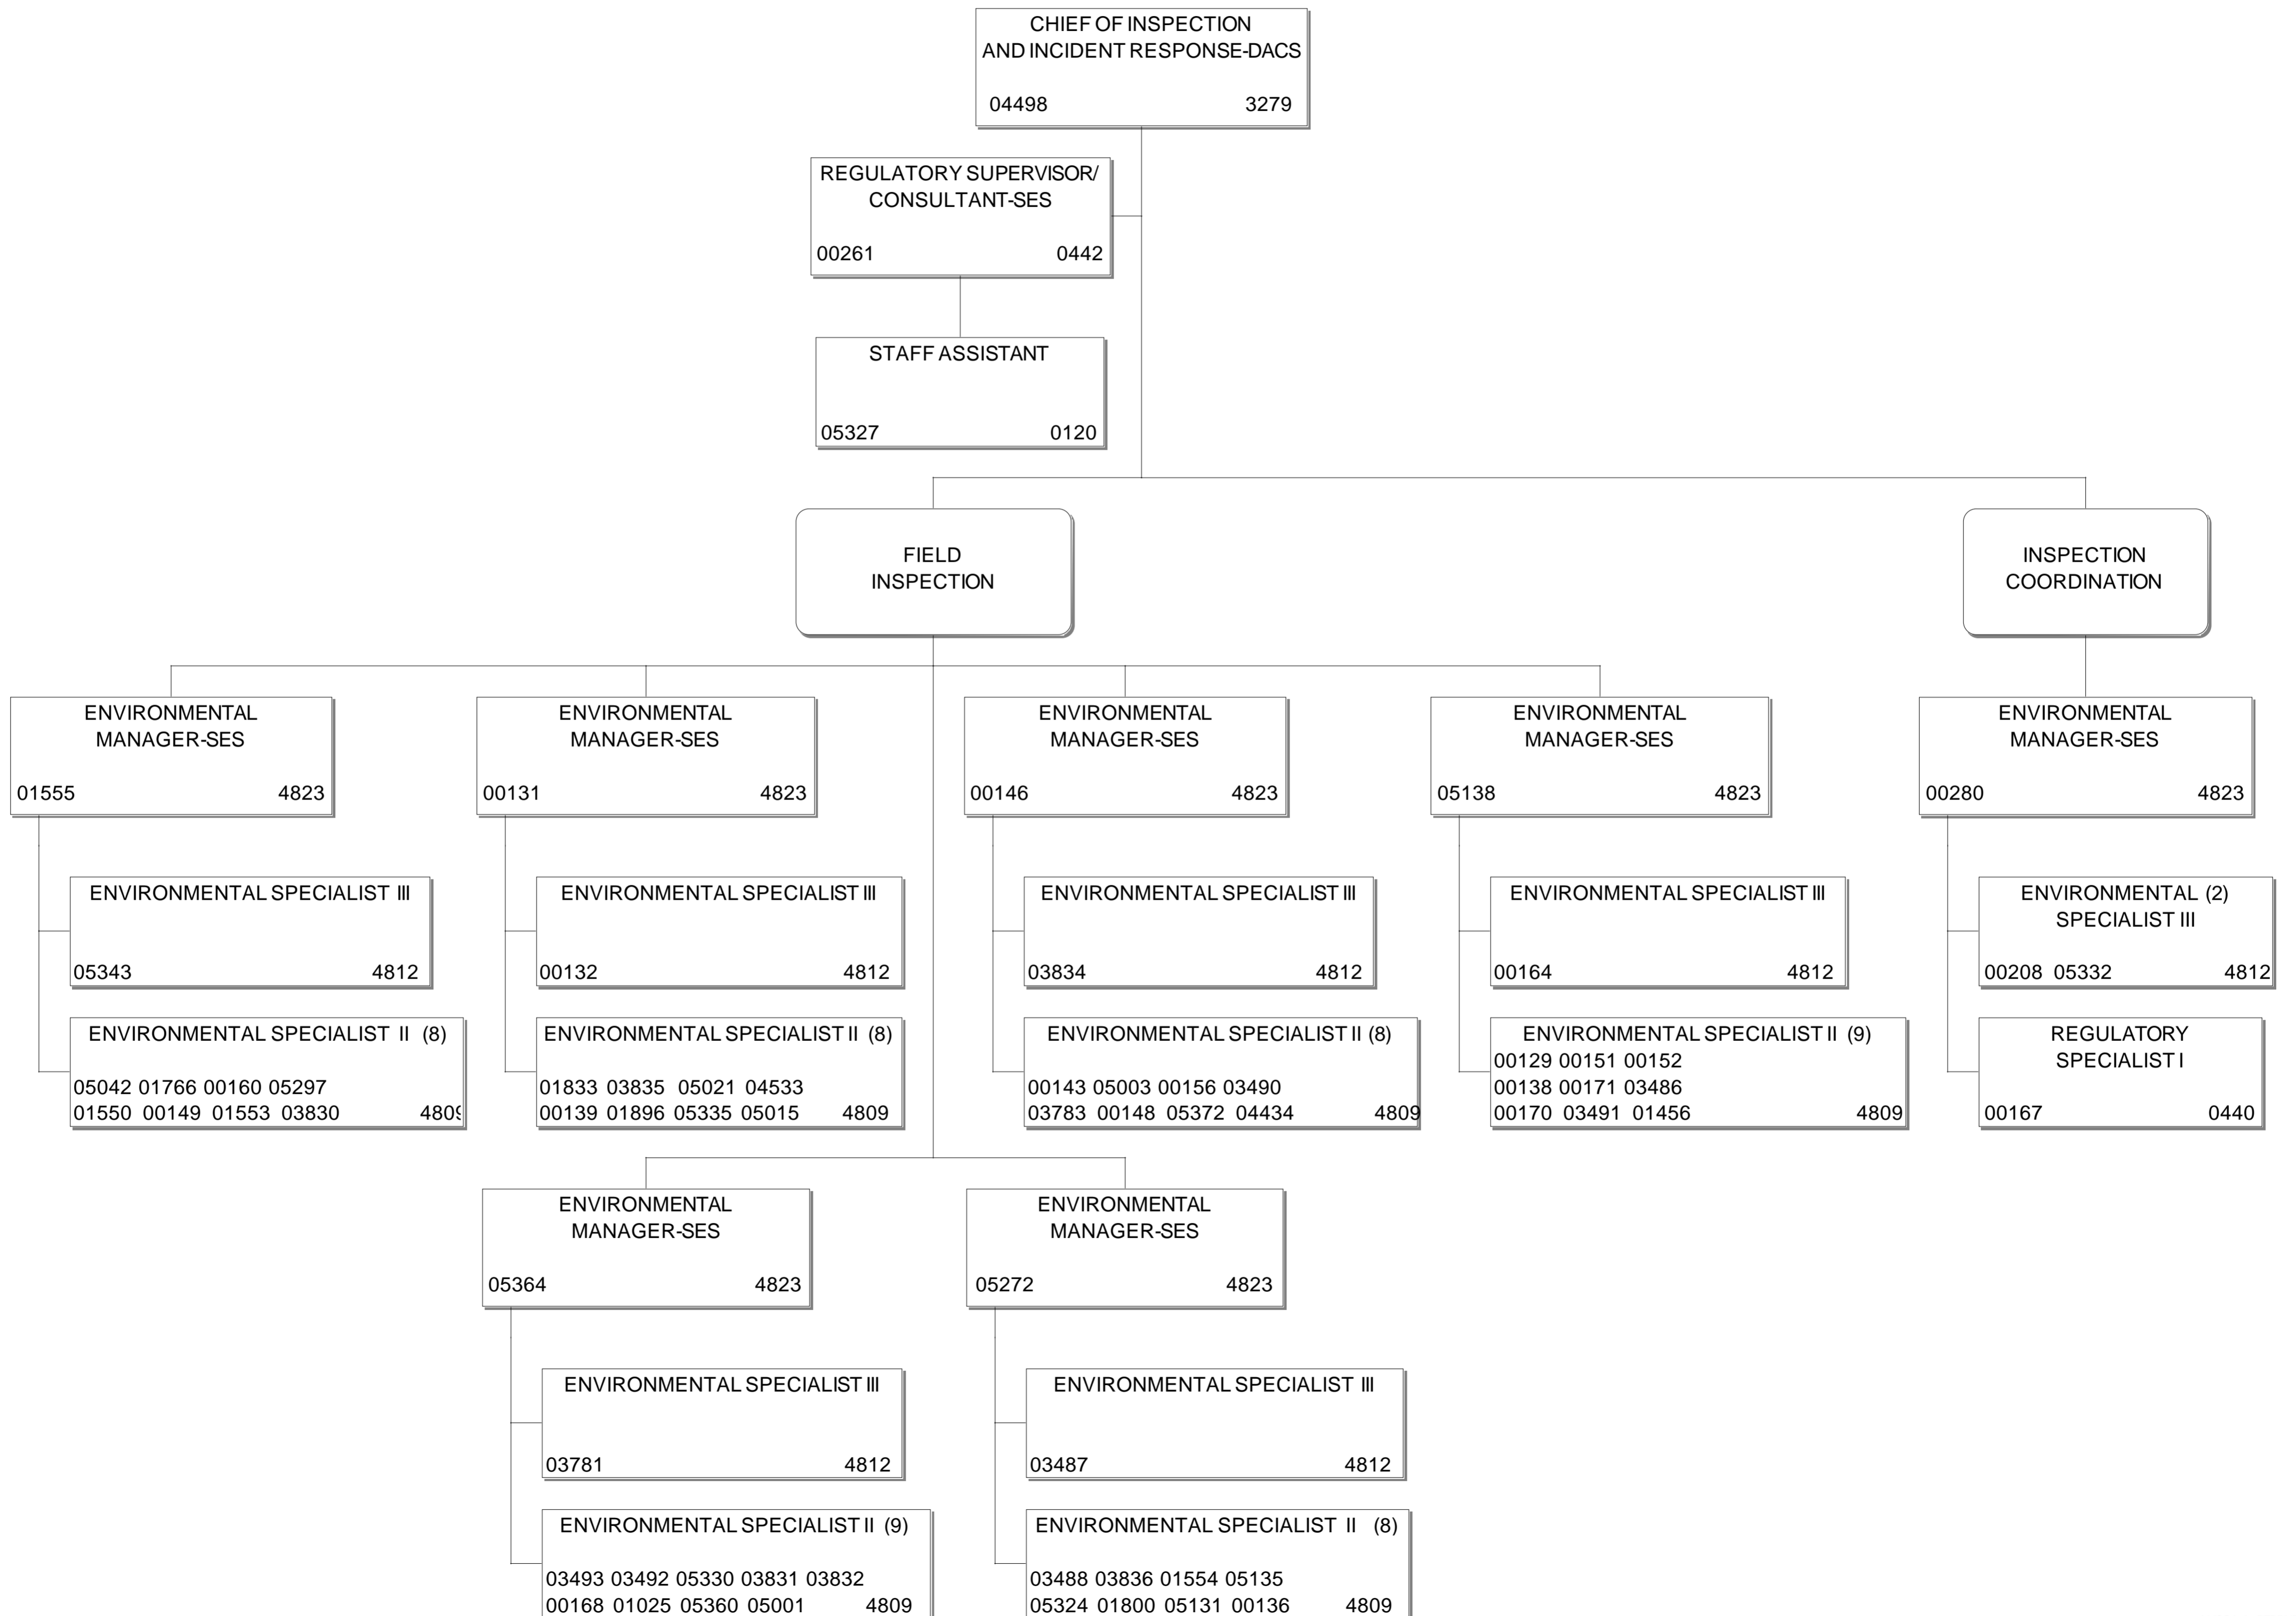 CHIEF OF INSPECTION
AND INCIDENT RESPONSE-DACS
04498 3279
REGULATORY SUPERVISOR/
CONSULTANT-SES
00261 0442
STAFF ASSISTANT
05327 0120
FIELD
INSPECTION
INSPECTION
COORDINATION
ENVIRONMENTAL
MANAGER-SES
01555 4823
ENVIRONMENTAL SPECIALIST III
05343 4812
ENVIRONMENTAL SPECIALIST II (8)
05042 01766 00160 05297
01550 00149 01553 03830 4809
ENVIRONMENTAL
MANAGER-SES
00131 4823
ENVIRONMENTAL SPECIALIST III
00132 4812
ENVIRONMENTAL SPECIALIST II (8)
01833 03835 05021 04533
00139 01896 05335 05015 4809
ENVIRONMENTAL
MANAGER-SES
00146 4823
ENVIRONMENTAL SPECIALIST III
03834 4812
ENVIRONMENTAL SPECIALIST II (8)
00143 05003 00156 03490
03783 00148 05372 04434 4809
ENVIRONMENTAL
MANAGER-SES
05138 4823
ENVIRONMENTAL SPECIALIST III
00164 4812
ENVIRONMENTAL SPECIALIST II (9)
00129 00151 00152
00138 00171 03486
00170 03491 01456 4809
ENVIRONMENTAL
MANAGER-SES
00280 4823
ENVIRONMENTAL (2)
SPECIALIST III
00208 05332 4812
REGULATORY
SPECIALIST I
00167 0440
ENVIRONMENTAL
MANAGER-SES
05364 4823
ENVIRONMENTAL SPECIALIST III
03781 4812
ENVIRONMENTAL SPECIALIST II (9)
03493 03492 05330 03831 03832
00168 01025 05360 05001 4809
ENVIRONMENTAL
MANAGER-SES
05272 4823
ENVIRONMENTAL SPECIALIST III
03487 4812
ENVIRONMENTAL SPECIALIST II (8)
03488 03836 01554 05135
05324 01800 05131 00136 4809